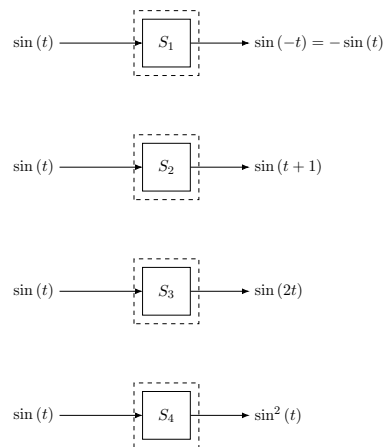 sin (t) S₁ sin (−t) = − sin (t)
sin (t) S₂ sin (t + 1)
sin (t) S₃ sin (2t)
sin (t) S₄ sin² (t)